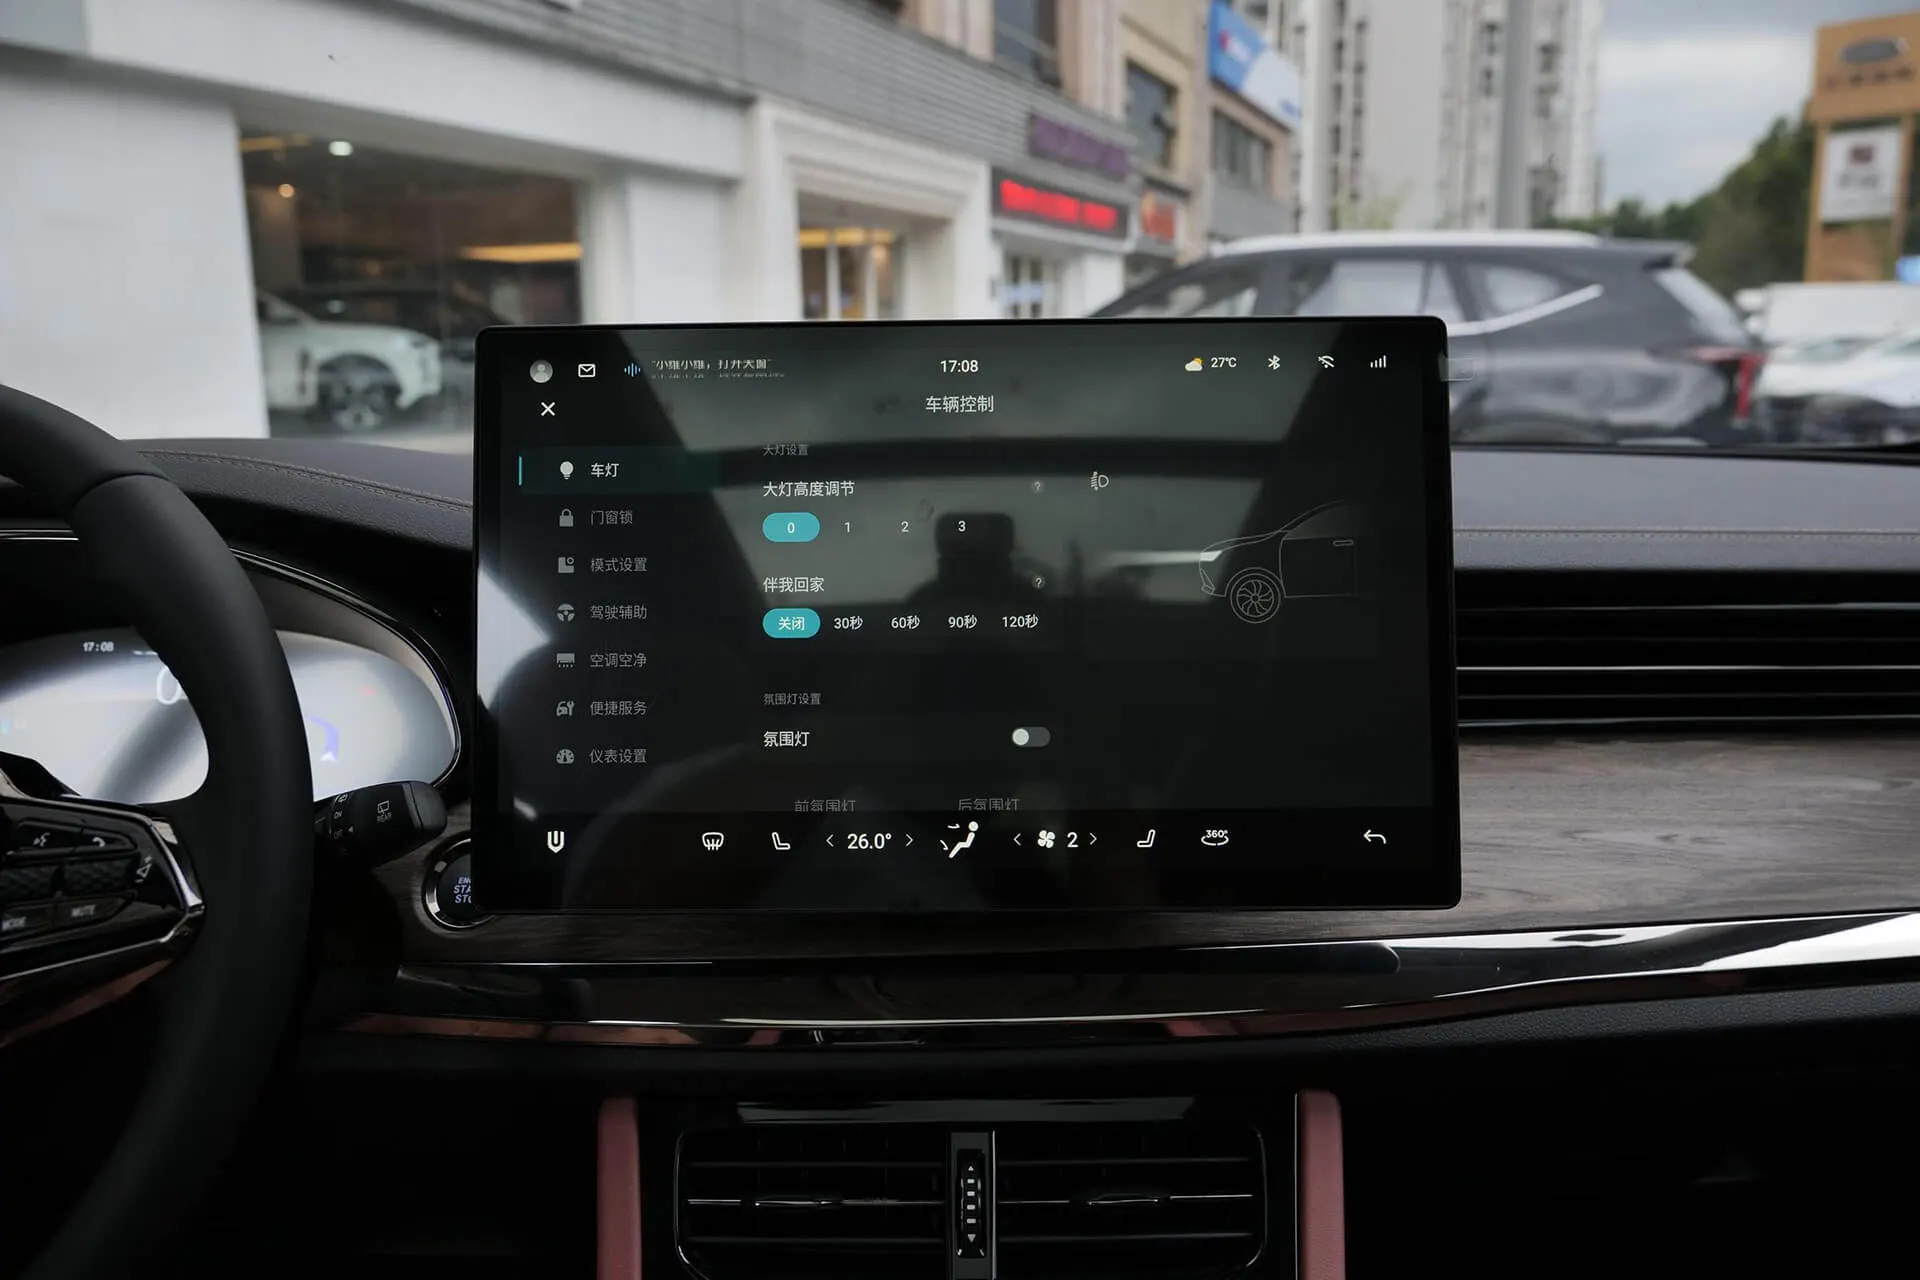 17:08
27℃
车辆控制
车灯
门窗锁
模式设置
驾驶辅助
空调空净
便捷服务
仪表设置
大灯设置
大灯高度调节
?
0 1 2 3
伴我回家
?
关闭 30秒 60秒 90秒 120秒
氛围灯设置
氛围灯
前氛围灯 后氛围灯
26.0°
2
360°
17:08
REAR
ON
OFF
MUTE